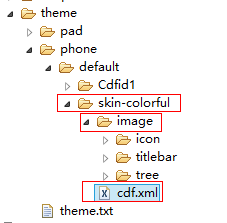 theme
pad
phone
default
Cdfid1
skin-colorful
image
icon
titlebar
tree
cdf.xml
theme.txt